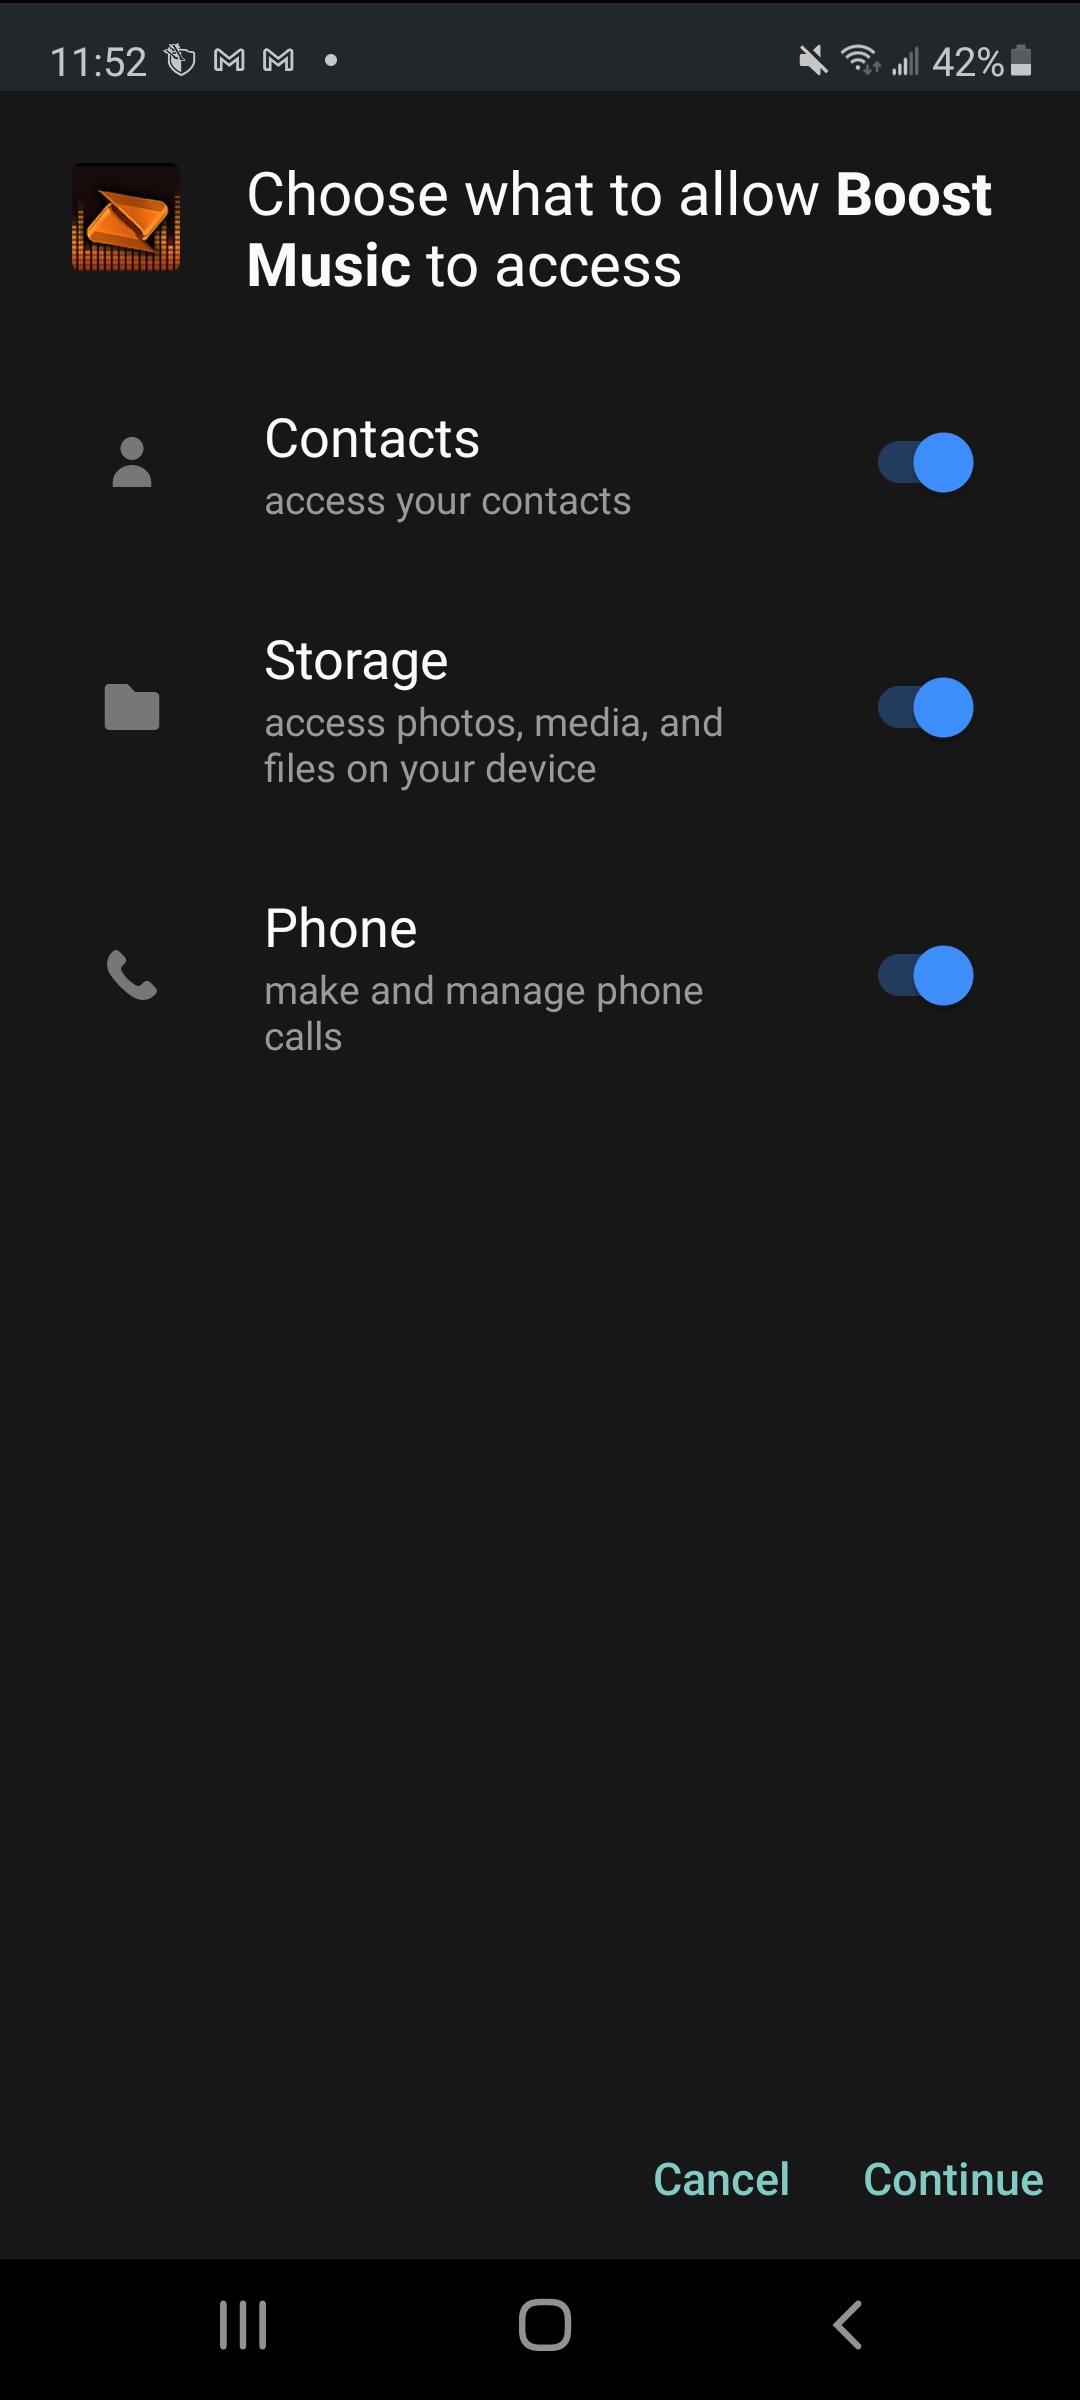 11:52
42%
Choose what to allow Boost
Music to access
Contacts
access your contacts
Storage
access photos, media, and
files on your device
Phone
make and manage phone
calls
Cancel Continue